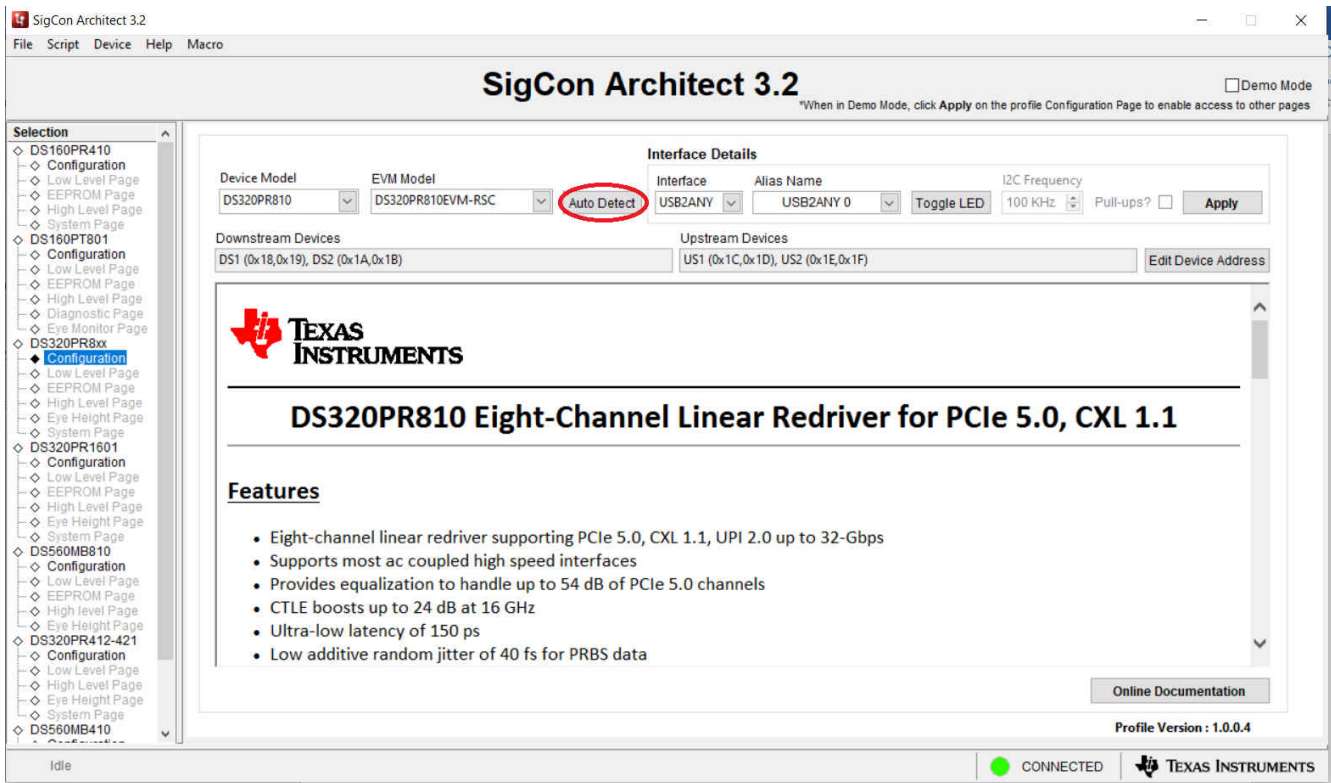 SigCon Architect 3.2
File Script Device Help Macro
SigCon Architect 3.2
Demo Mode
*When in Demo Mode, click Apply on the profile Configuration Page to enable access to other pages
Selection
DS160PR410
Configuration
Low Level Page
EEPROM Page
High Level Page
System Page
DS160PT801
Configuration
Low Level Page
EEPROM Page
High Level Page
Diagnostic Page
Eye Monitor Page
DS320PR8xx
Configuration
Low Level Page
EEPROM Page
High Level Page
Eye Height Page
System Page
DS320PR1601
Configuration
Low Level Page
EEPROM Page
High Level Page
Eye Height Page
System Page
DS560MB810
Configuration
Low Level Page
EEPROM Page
High level Page
Eye Height Page
DS320PR412-421
Configuration
Low Level Page
High Level Page
Eye Height Page
System Page
DS560MB410
Interface Details
Device Model EVM Model Interface Alias Name I2C Frequency
DS320PR810 DS320PR810EVM-RSC Auto Detect USB2ANY USB2ANY 0 Toggle LED 100 KHz Pull-ups? Apply
Downstream Devices Upstream Devices
DS1 (0x18,0x19), DS2 (0x1A,0x1B) US1 (0x1C,0x1D), US2 (0x1E,0x1F) Edit Device Address
TEXAS
INSTRUMENTS
DS320PR810 Eight-Channel Linear Redriver for PCIe 5.0, CXL 1.1
Features
• Eight-channel linear redriver supporting PCIe 5.0, CXL 1.1, UPI 2.0 up to 32-Gbps
• Supports most ac coupled high speed interfaces
• Provides equalization to handle up to 54 dB of PCIe 5.0 channels
• CTLE boosts up to 24 dB at 16 GHz
• Ultra-low latency of 150 ps
• Low additive random jitter of 40 fs for PRBS data
Online Documentation
Profile Version : 1.0.0.4
Idle CONNECTED TEXAS INSTRUMENTS